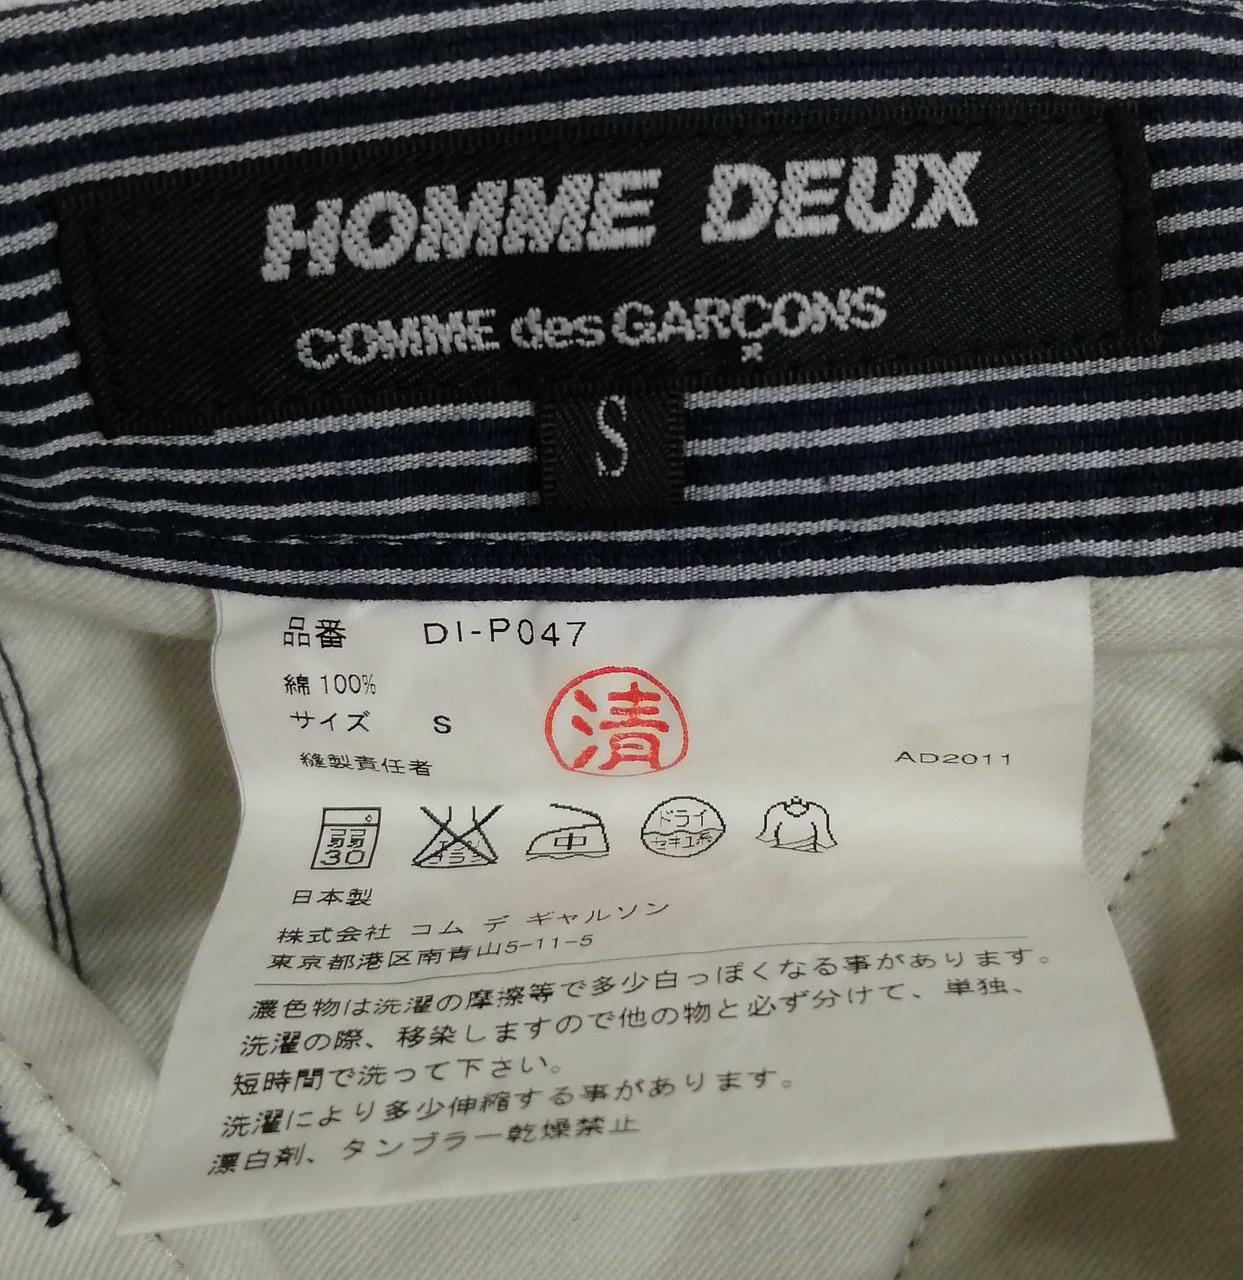 HOMME DEUX
COMME des GARÇONS
S
品番 DI-P047
綿 100%
サイズ S
清
縫製責任者
AD2011
弱 30
中
ドライ
セキユ系
日本製
株式会社 コム デ ギャルソン
東京都港区南青山5-11-5
濃色物は洗濯の摩擦等で多少白っぽくなる事があります。
洗濯の際、移染しますので他の物と必ず分けて、単独、
短時間で洗って下さい。
洗濯により多少伸縮する事があります。
漂白剤、タンブラー乾燥禁止